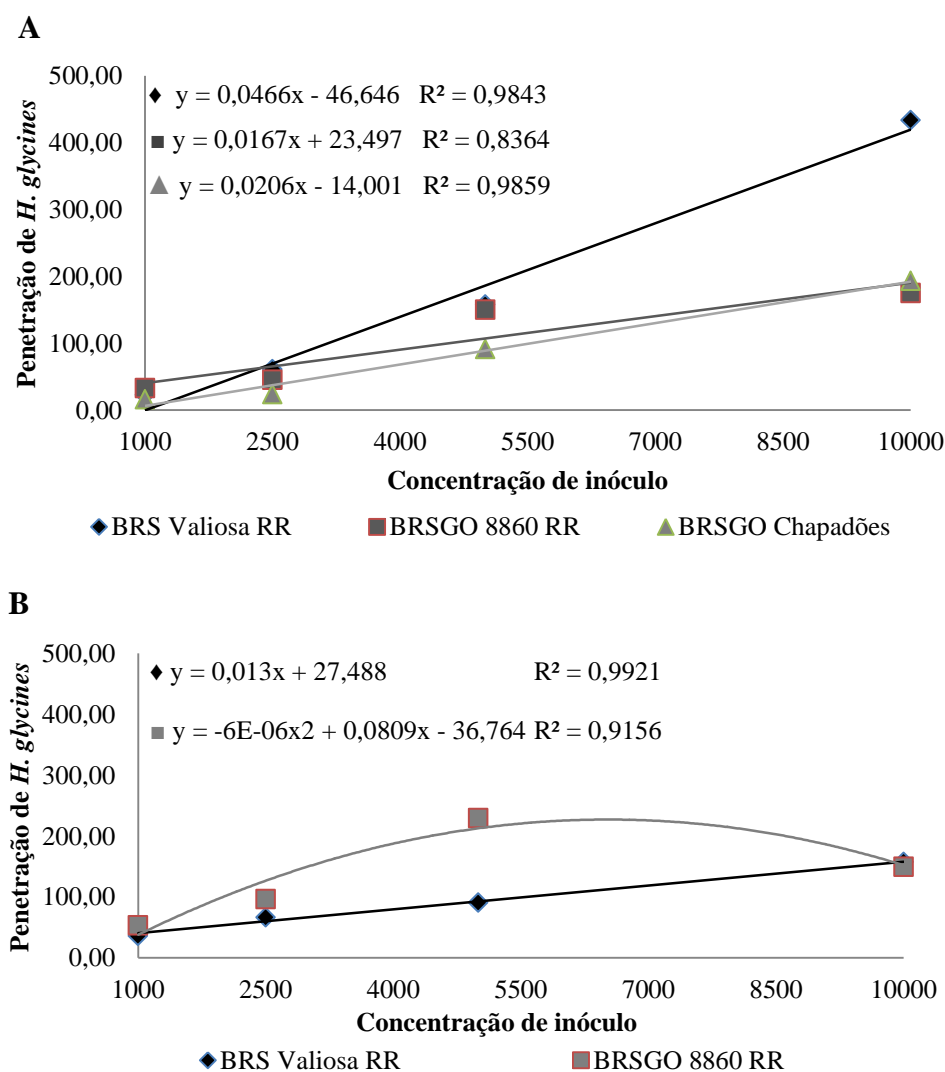 A
Penetração de H. glycines
500,00
400,00
300,00
200,00
100,00
0,00
y = 0,0466x - 46,646 R² = 0,9843
y = 0,0167x + 23,497 R² = 0,8364
y = 0,0206x - 14,001 R² = 0,9859
1000 2500 4000 5500 7000 8500 10000
Concentração de inóculo
BRS Valiosa RR BRSGO 8860 RR BRSGO Chapadões
B
Penetração de H. glycines
500,00
400,00
300,00
200,00
100,00
0,00
y = 0,013x + 27,488 R² = 0,9921
y = -6E-06x2 + 0,0809x - 36,764 R² = 0,9156
1000 2500 4000 5500 7000 8500 10000
Concentração de inóculo
BRS Valiosa RR BRSGO 8860 RR